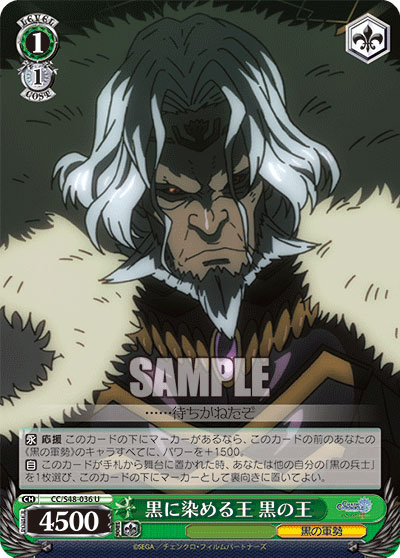 LEVEL
1
1
COST
SAMPLE
……待ちかねたぞ
永 応援 このカードの下にマーカーがあるなら、このカードの前のあなたの
《黒の軍勢》のキャラすべてに、パワーを+1500。
自 このカードが手札から舞台に置かれた時、あなたは他の自分の「黒の兵士」
を1枚選び、このカードの下にマーカーとして裏向きに置いてよい。
CH
CC/S48-036 U
4500
黒に染める王 黒の王
CHAIN CHRONICLE
黒の軍勢
©SEGA/チェンクロ・フィルムパートナーズ